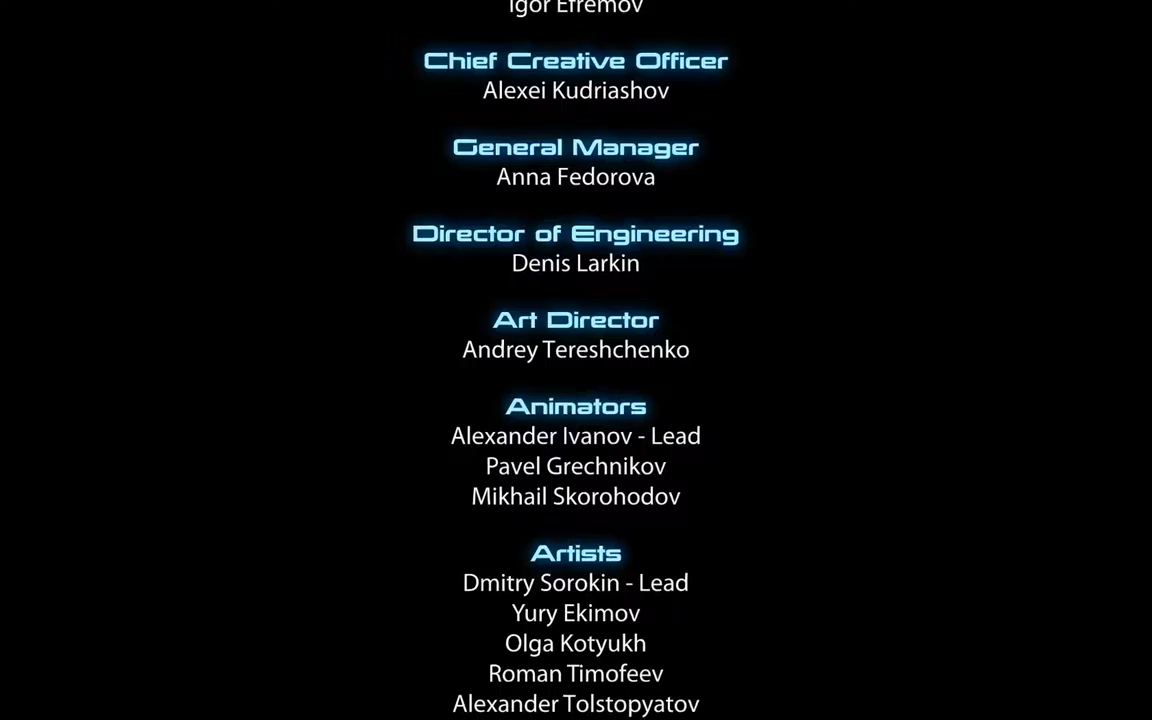 Igor Efremov
Chief Creative Officer
Alexei Kudriashov
General Manager
Anna Fedorova
Director of Engineering
Denis Larkin
Art Director
Andrey Tereshchenko
Animators
Alexander Ivanov - Lead
Pavel Grechnikov
Mikhail Skorohodov
Artists
Dmitry Sorokin - Lead
Yury Ekimov
Olga Kotyukh
Roman Timofeev
Alexander Tolstopyatov